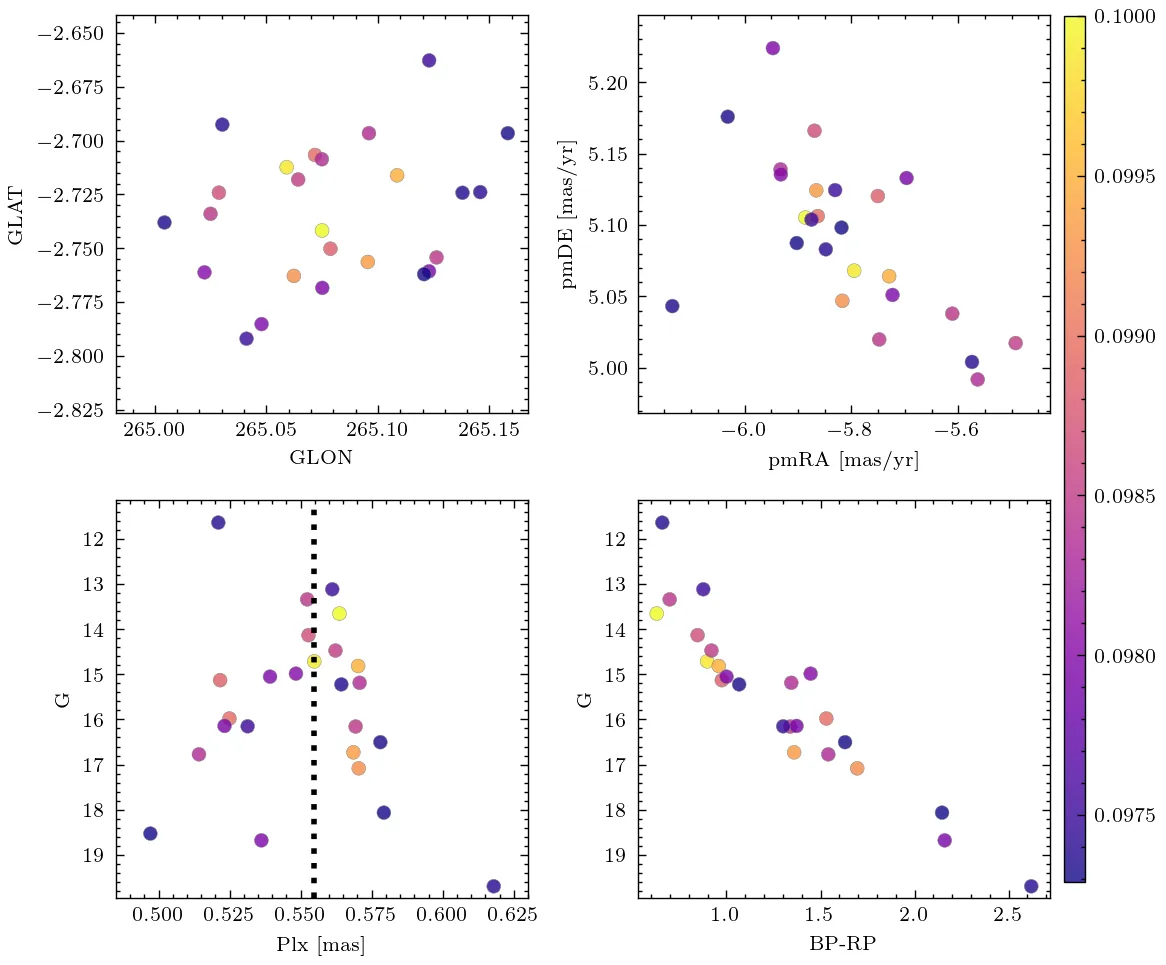 −2.650
−2.675
−2.700
−2.725
−2.750
−2.775
−2.800
−2.825
GLAT
265.00 265.05 265.10 265.15
GLON
5.20
5.15
5.10
5.05
5.00
pmDE [mas/yr]
−6.0 −5.8 −5.6
pmRA [mas/yr]
12
13
14
15
16
17
18
19
G
0.500 0.525 0.550 0.575 0.600 0.625
Plx [mas]
12
13
14
15
16
17
18
19
G
1.0 1.5 2.0 2.5
BP-RP
0.1000
0.0995
0.0990
0.0985
0.0980
0.0975